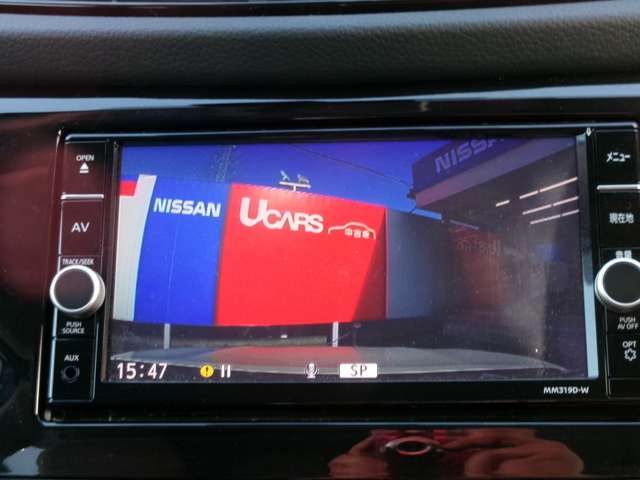 OPEN
AV
TRACK/SEEK
PUSH
SOURCE
AUX
NISSAN
UCARS
中古車
NISSAN
15:47
SP
MM319D-W
メニュー
現在地
PUSH
AV OFF
OPT